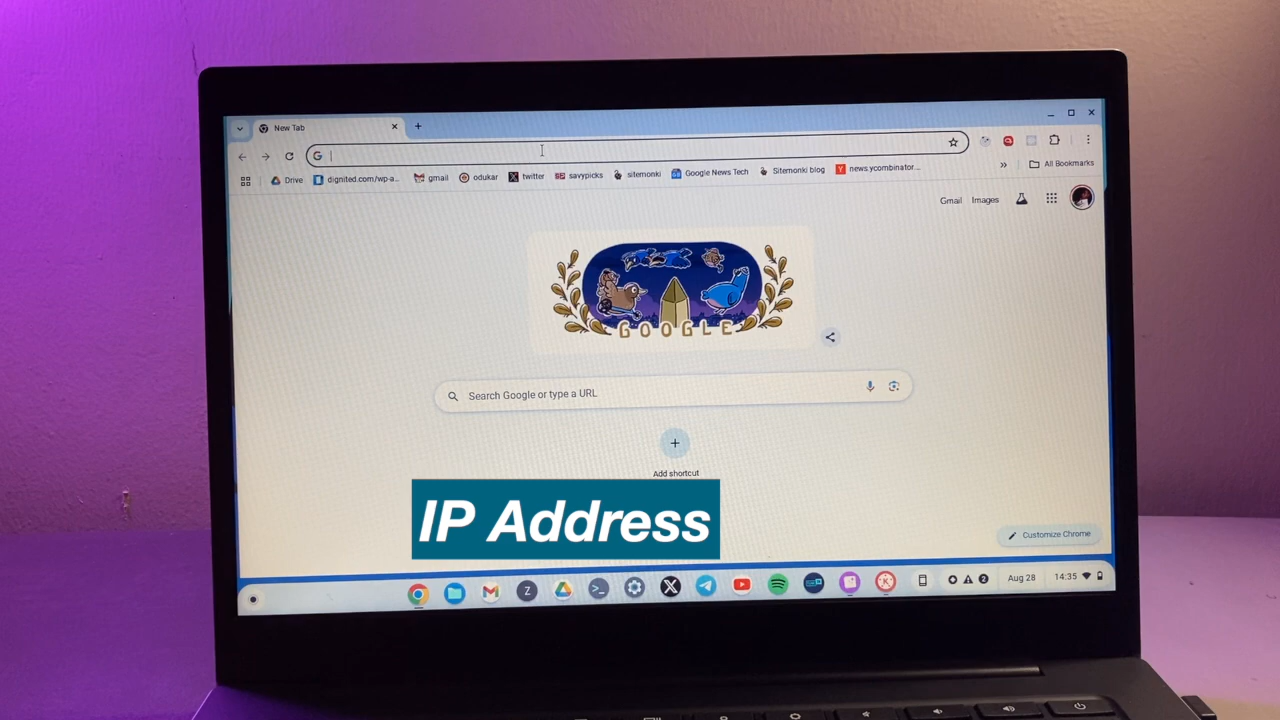 New Tab
G
Drive dignited.com/wp-a... gmail odukar twitter savypicks sitemonki Google News Tech Sitemonki blog news.ycombinator... » All Bookmarks
Gmail Images
GOOGLE
Search Google or type a URL
Add shortcut
IP Address
Customize Chrome
Aug 28 14:35